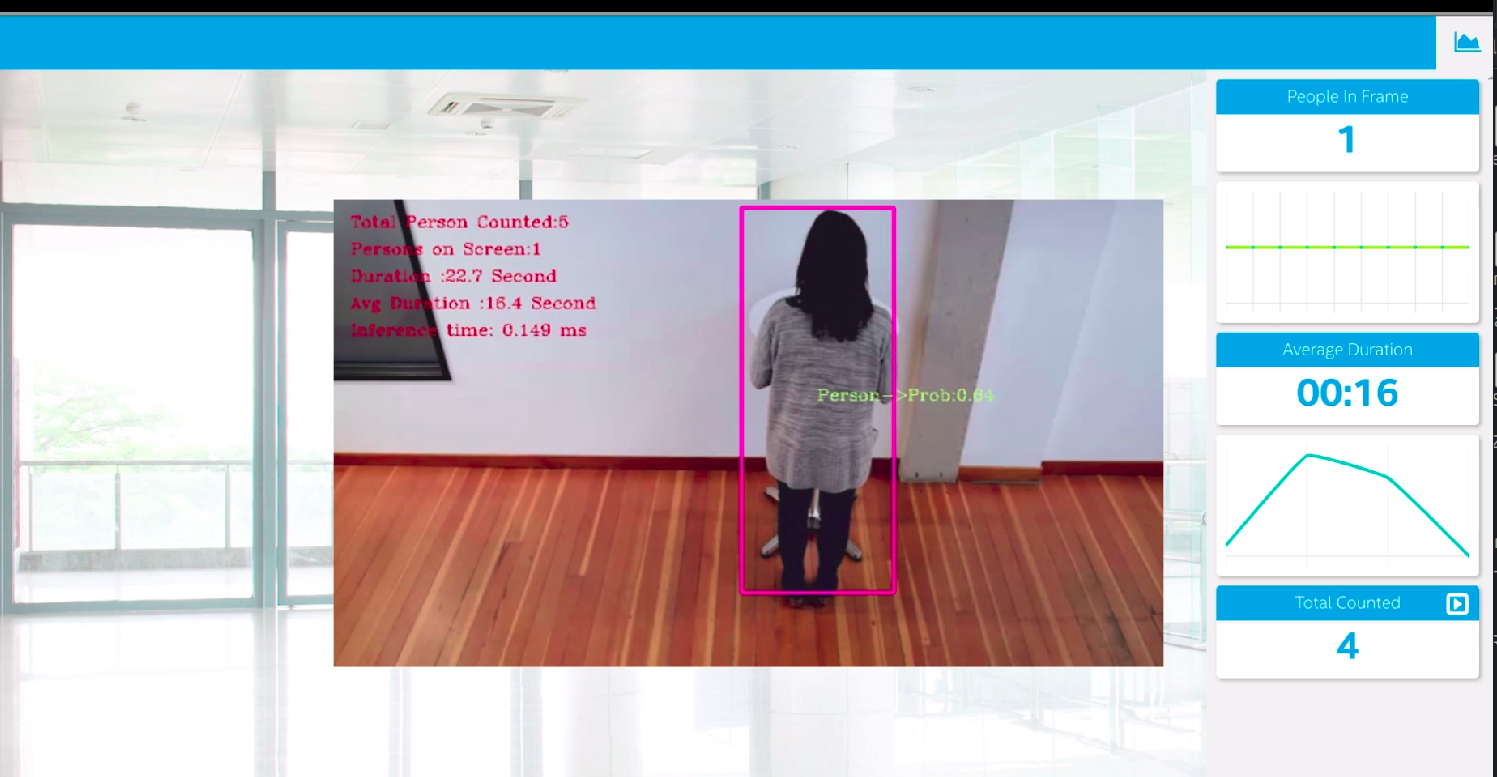 Total Person Counted:5
Persons on Screen:1
Duration :22.7 Second
Avg Duration :16.4 Second
Inference time: 0.149 ms
Person->Prob:0.64
People In Frame
1
Average Duration
00:16
Total Counted
4